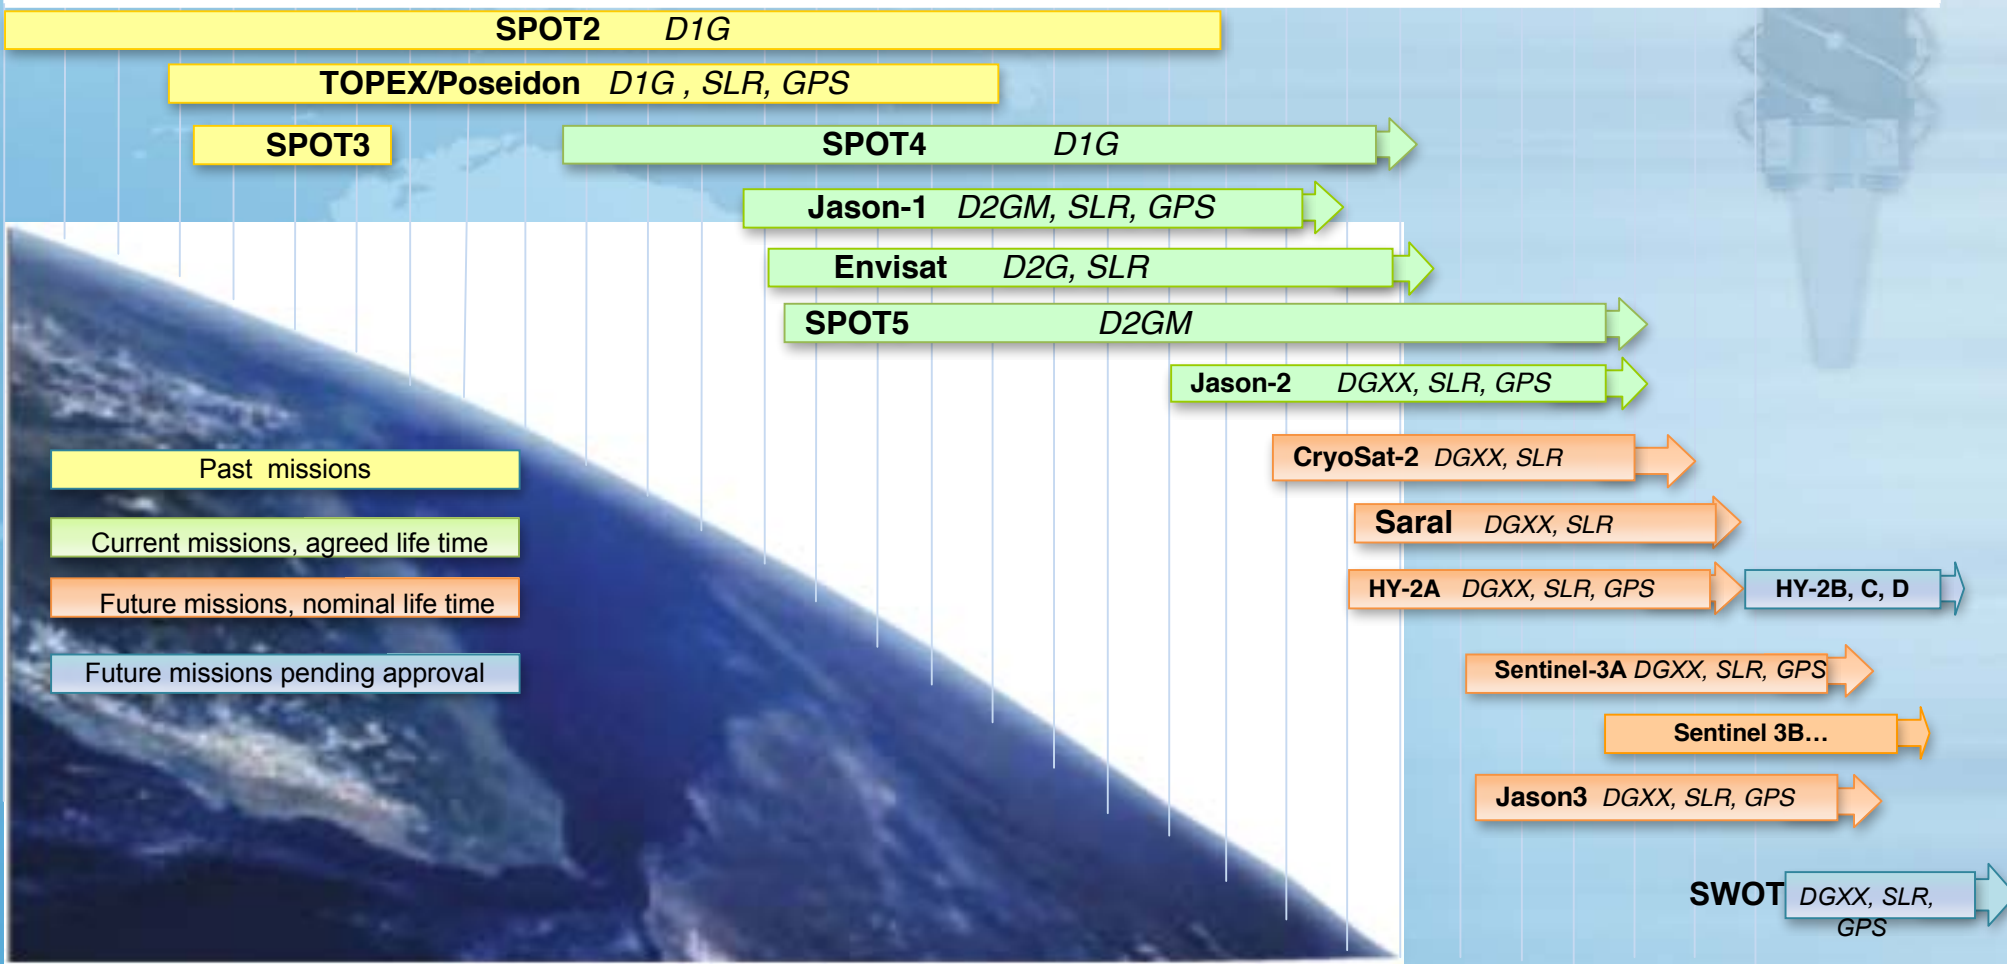 SPOT2 D1G
TOPEX/Poseidon D1G , SLR, GPS
SPOT3
SPOT4 D1G
Jason-1 D2GM, SLR, GPS
Envisat D2G, SLR
SPOT5 D2GM
Jason-2 DGXX, SLR, GPS
CryoSat-2 DGXX, SLR
Past missions
Saral DGXX, SLR
Current missions, agreed life time
HY-2A DGXX, SLR, GPS
HY-2B, C, D
Future missions, nominal life time
Sentinel-3A DGXX, SLR, GPS
Future missions pending approval
Sentinel 3B...
Jason3 DGXX, SLR, GPS
SWOT DGXX, SLR,
GPS